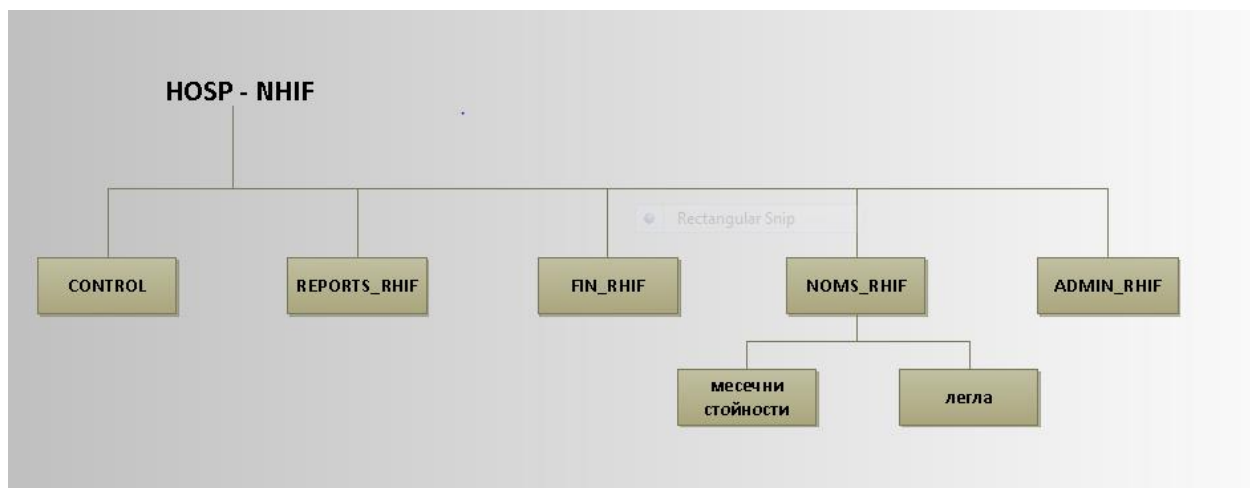 HOSP - NHIF
Rectangular Snip
CONTROL
REPORTS_RHIF
FIN_RHIF
NOMS_RHIF
ADMIN_RHIF
месечни
стойности
легла